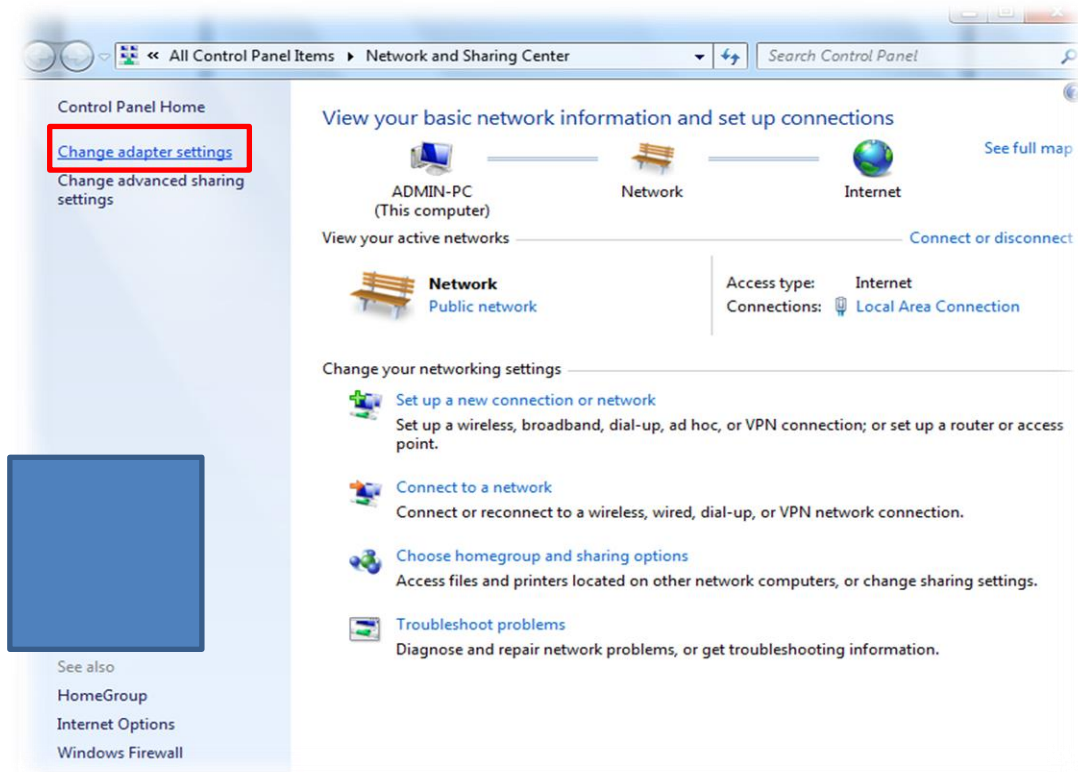 « All Control Panel Items ▸ Network and Sharing Center
Search Control Panel
Control Panel Home
Change adapter settings
Change advanced sharing
settings
See also
HomeGroup
Internet Options
Windows Firewall
View your basic network information and set up connections
See full map
ADMIN-PC
(This computer)
Network
Internet
View your active networks
Connect or disconnect
Network
Public network
Access type: Internet
Connections: Local Area Connection
Change your networking settings
Set up a new connection or network
Set up a wireless, broadband, dial-up, ad hoc, or VPN connection; or set up a router or access
point.
Connect to a network
Connect or reconnect to a wireless, wired, dial-up, or VPN network connection.
Choose homegroup and sharing options
Access files and printers located on other network computers, or change sharing settings.
Troubleshoot problems
Diagnose and repair network problems, or get troubleshooting information.